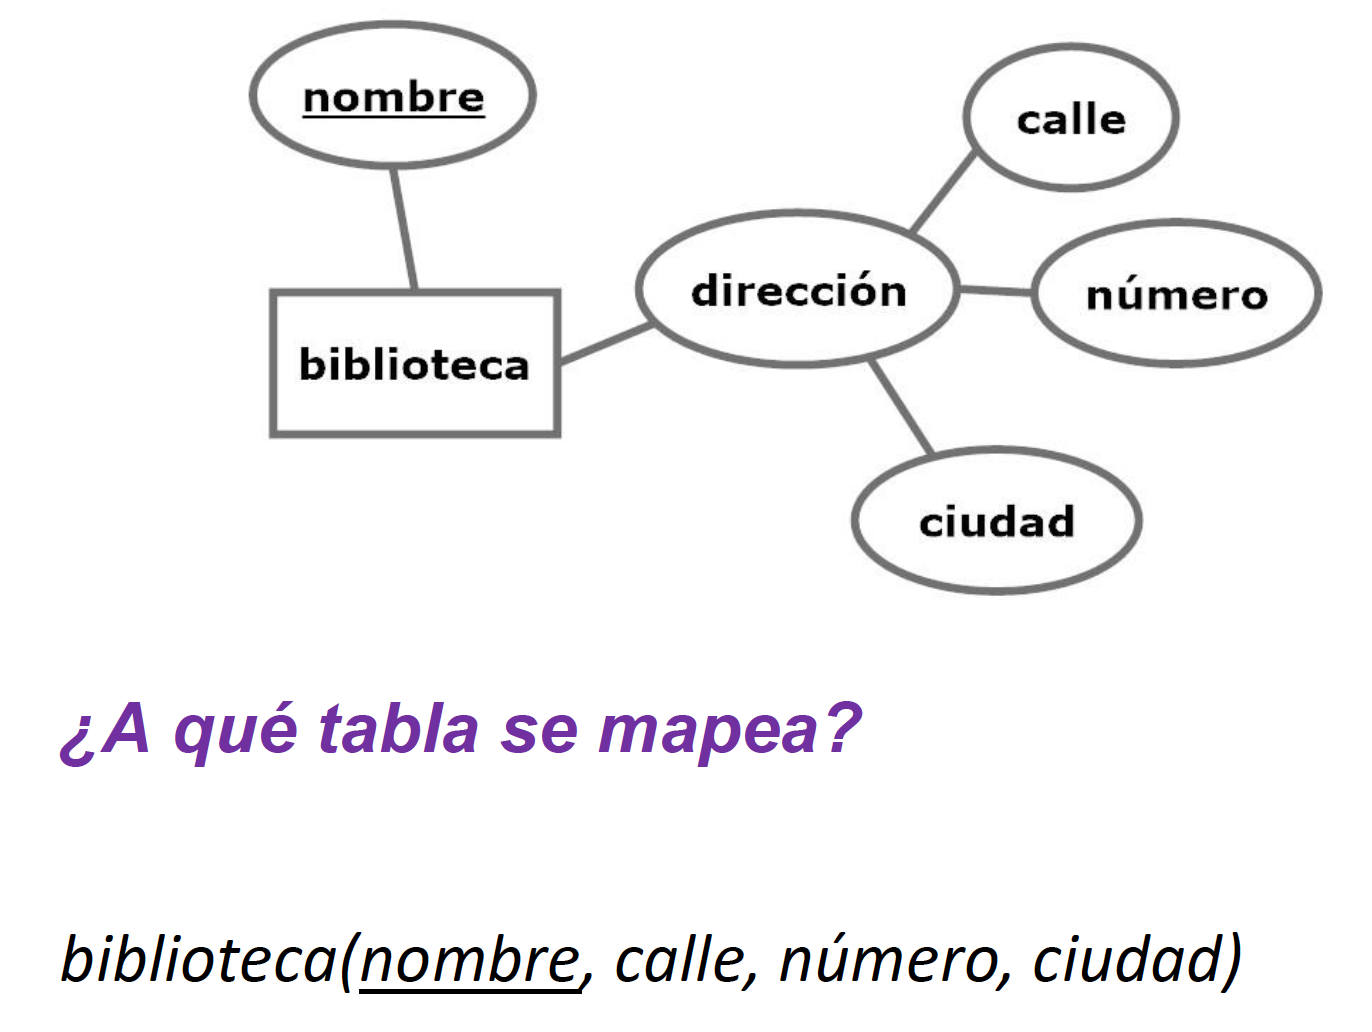 nombre
calle
dirección
número
biblioteca
ciudad
¿A qué tabla se mapea?
biblioteca(nombre, calle, número, ciudad)